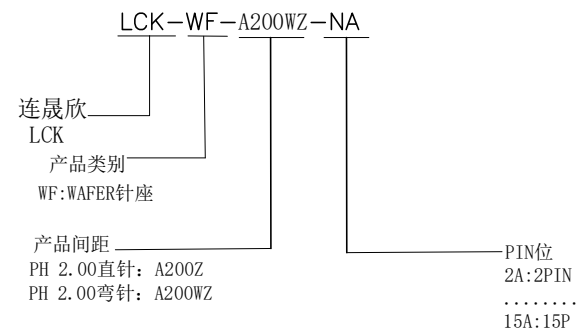 LCK-WF-A200WZ-NA
连晟欣
LCK
产品类别
WF:WAFER针座
产品间距
PH 2.00直针: A200Z
PH 2.00弯针: A200WZ
PIN位
2A:2PIN
........
15A:15P